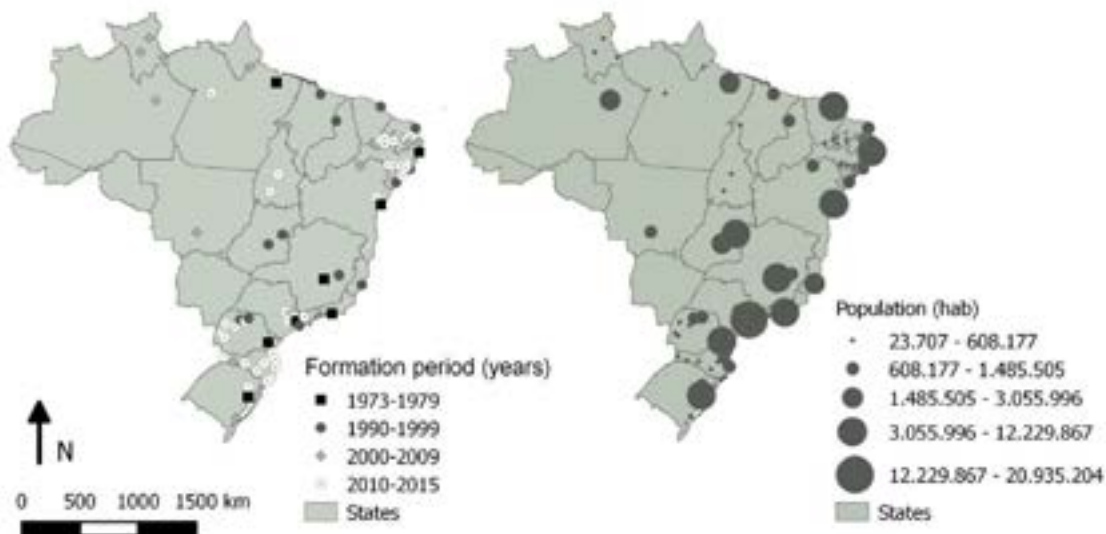 Formation period (years)
1973-1979
1990-1999
2000-2009
2010-2015
States
N
0 500 1000 1500 km
Population (hab)
23.707 - 608.177
608.177 - 1.485.505
1.485.505 - 3.055.996
3.055.996 - 12.229.867
12.229.867 - 20.935.204
States